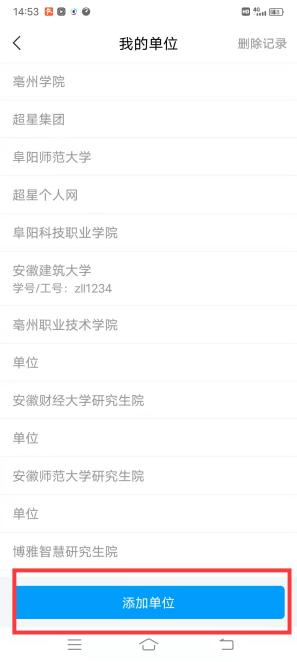 14:53
我的单位
删除记录
亳州学院
超星集团
阜阳师范大学
超星个人网
阜阳科技职业学院
安徽建筑大学
学号/工号：zll1234
亳州职业技术学院
单位
安徽财经大学研究生院
单位
安徽师范大学研究生院
单位
博雅智慧研究生院
添加单位